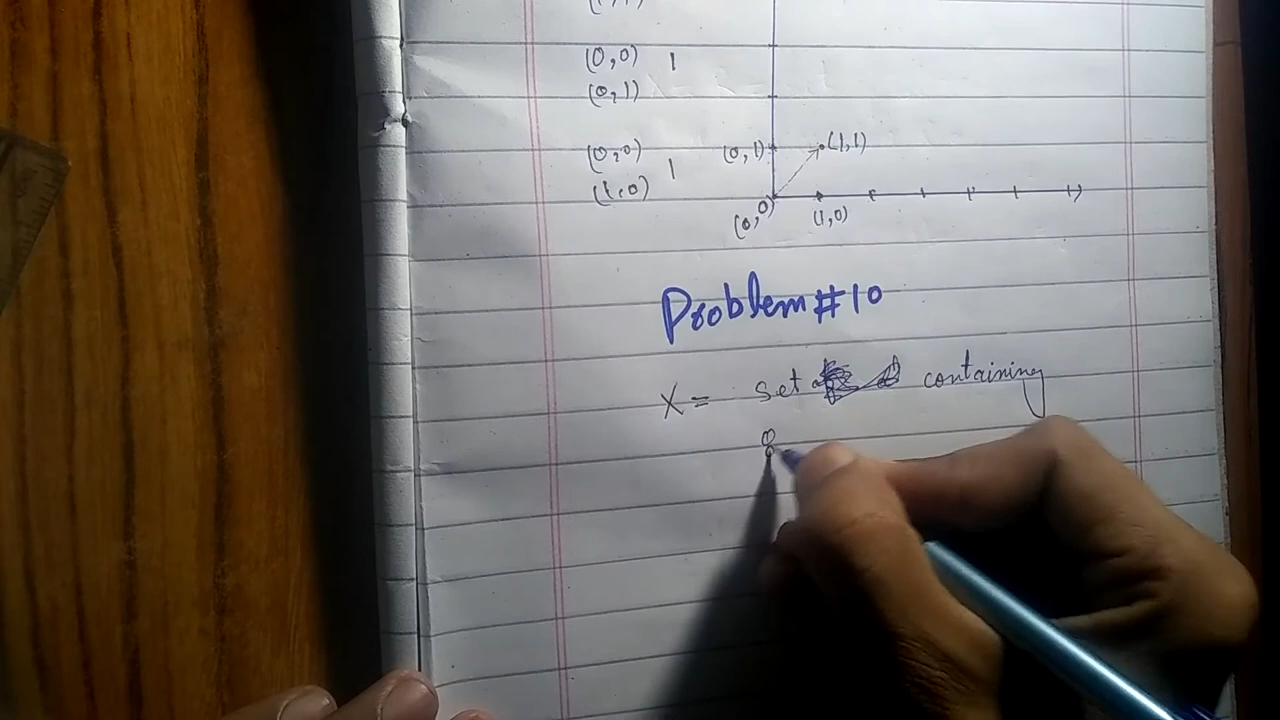 (0,0) 1
(0,1)
(0,0) 1 (0,1) (1,1)
(1,0)
(0,0) (1,0)
Problem#10
X = set containing